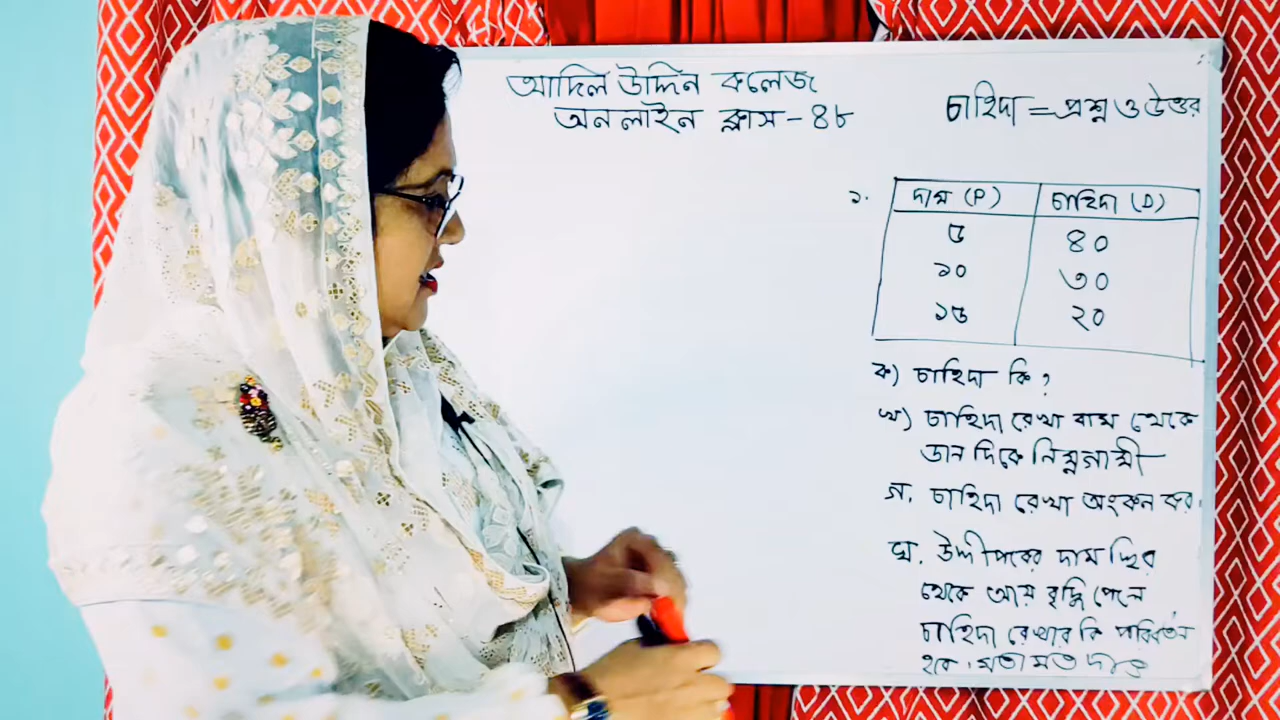 আদিল উদ্দিন কলেজ
অনলাইন ক্লাস - ৪৮
চাহিদা = প্রশ্ন ও উত্তর
১.
দাম (P) চাহিদা (D)
৫ ৪০
১০ ৩০
১৫ ২০
ক) চাহিদা কি ?
খ) চাহিদা রেখা বাম থেকে
ডান দিকে নিম্নগামী
গ. চাহিদা রেখা অংকন কর.
ঘ. উদ্দীপকের দাম স্থির
থেকে আয় বৃদ্ধি পেলে
চাহিদা রেখার কি পরিবর্তন
হবে. মতামত দাও